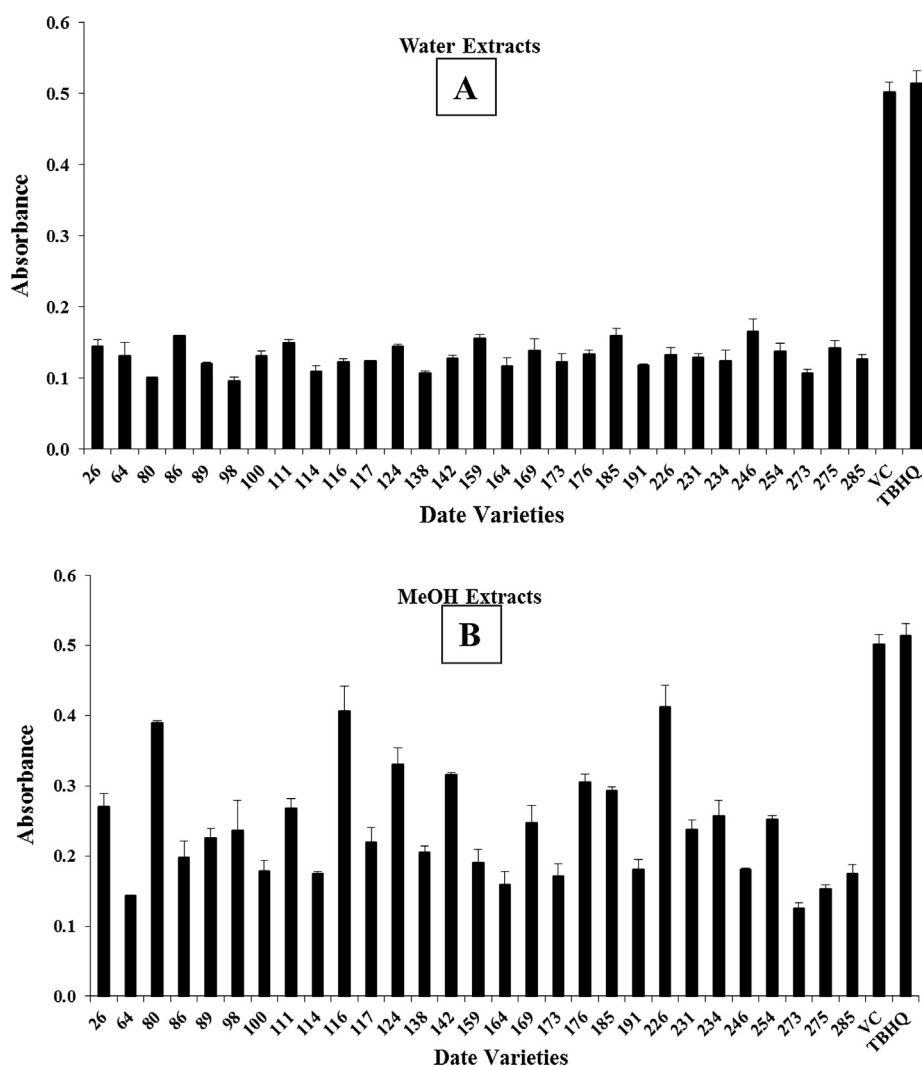 Water Extracts
A
Absorbance
0.6
0.5
0.4
0.3
0.2
0.1
0.0
26 64 80 86 89 98 100 111 114 116 117 124 138 142 159 164 169 173 176 185 191 226 231 234 246 254 273 275 285 VC TBHQ
Date Varieties
MeOH Extracts
B
Absorbance
0.6
0.5
0.4
0.3
0.2
0.1
0.0
26 64 80 86 89 98 100 111 114 116 117 124 138 142 159 164 169 173 176 185 191 226 231 234 246 254 273 275 285 VC TBHQ
Date Varieties